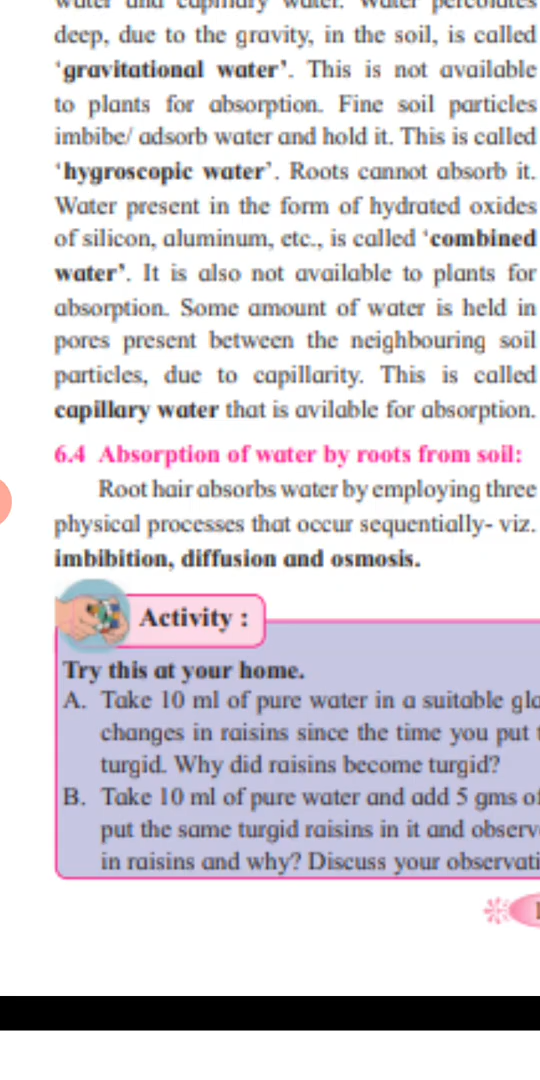 water and capillary water. Water percolates
deep, due to the gravity, in the soil, is called
‘gravitational water’. This is not available
to plants for absorption. Fine soil particles
imbibe/ adsorb water and hold it. This is called
‘hygroscopic water’. Roots cannot absorb it.
Water present in the form of hydrated oxides
of silicon, aluminum, etc., is called ‘combined
water’. It is also not available to plants for
absorption. Some amount of water is held in
pores present between the neighbouring soil
particles, due to capillarity. This is called
capillary water that is avilable for absorption.
6.4 Absorption of water by roots from soil:
Root hair absorbs water by employing three
physical processes that occur sequentially- viz.
imbibition, diffusion and osmosis.
Activity :
Try this at your home.
A. Take 10 ml of pure water in a suitable
changes in raisins since the time you put
turgid. Why did raisins become turgid?
B. Take 10 ml of pure water and add 5 gms of
put the same turgid raisins in it and
in raisins and why? Discuss your